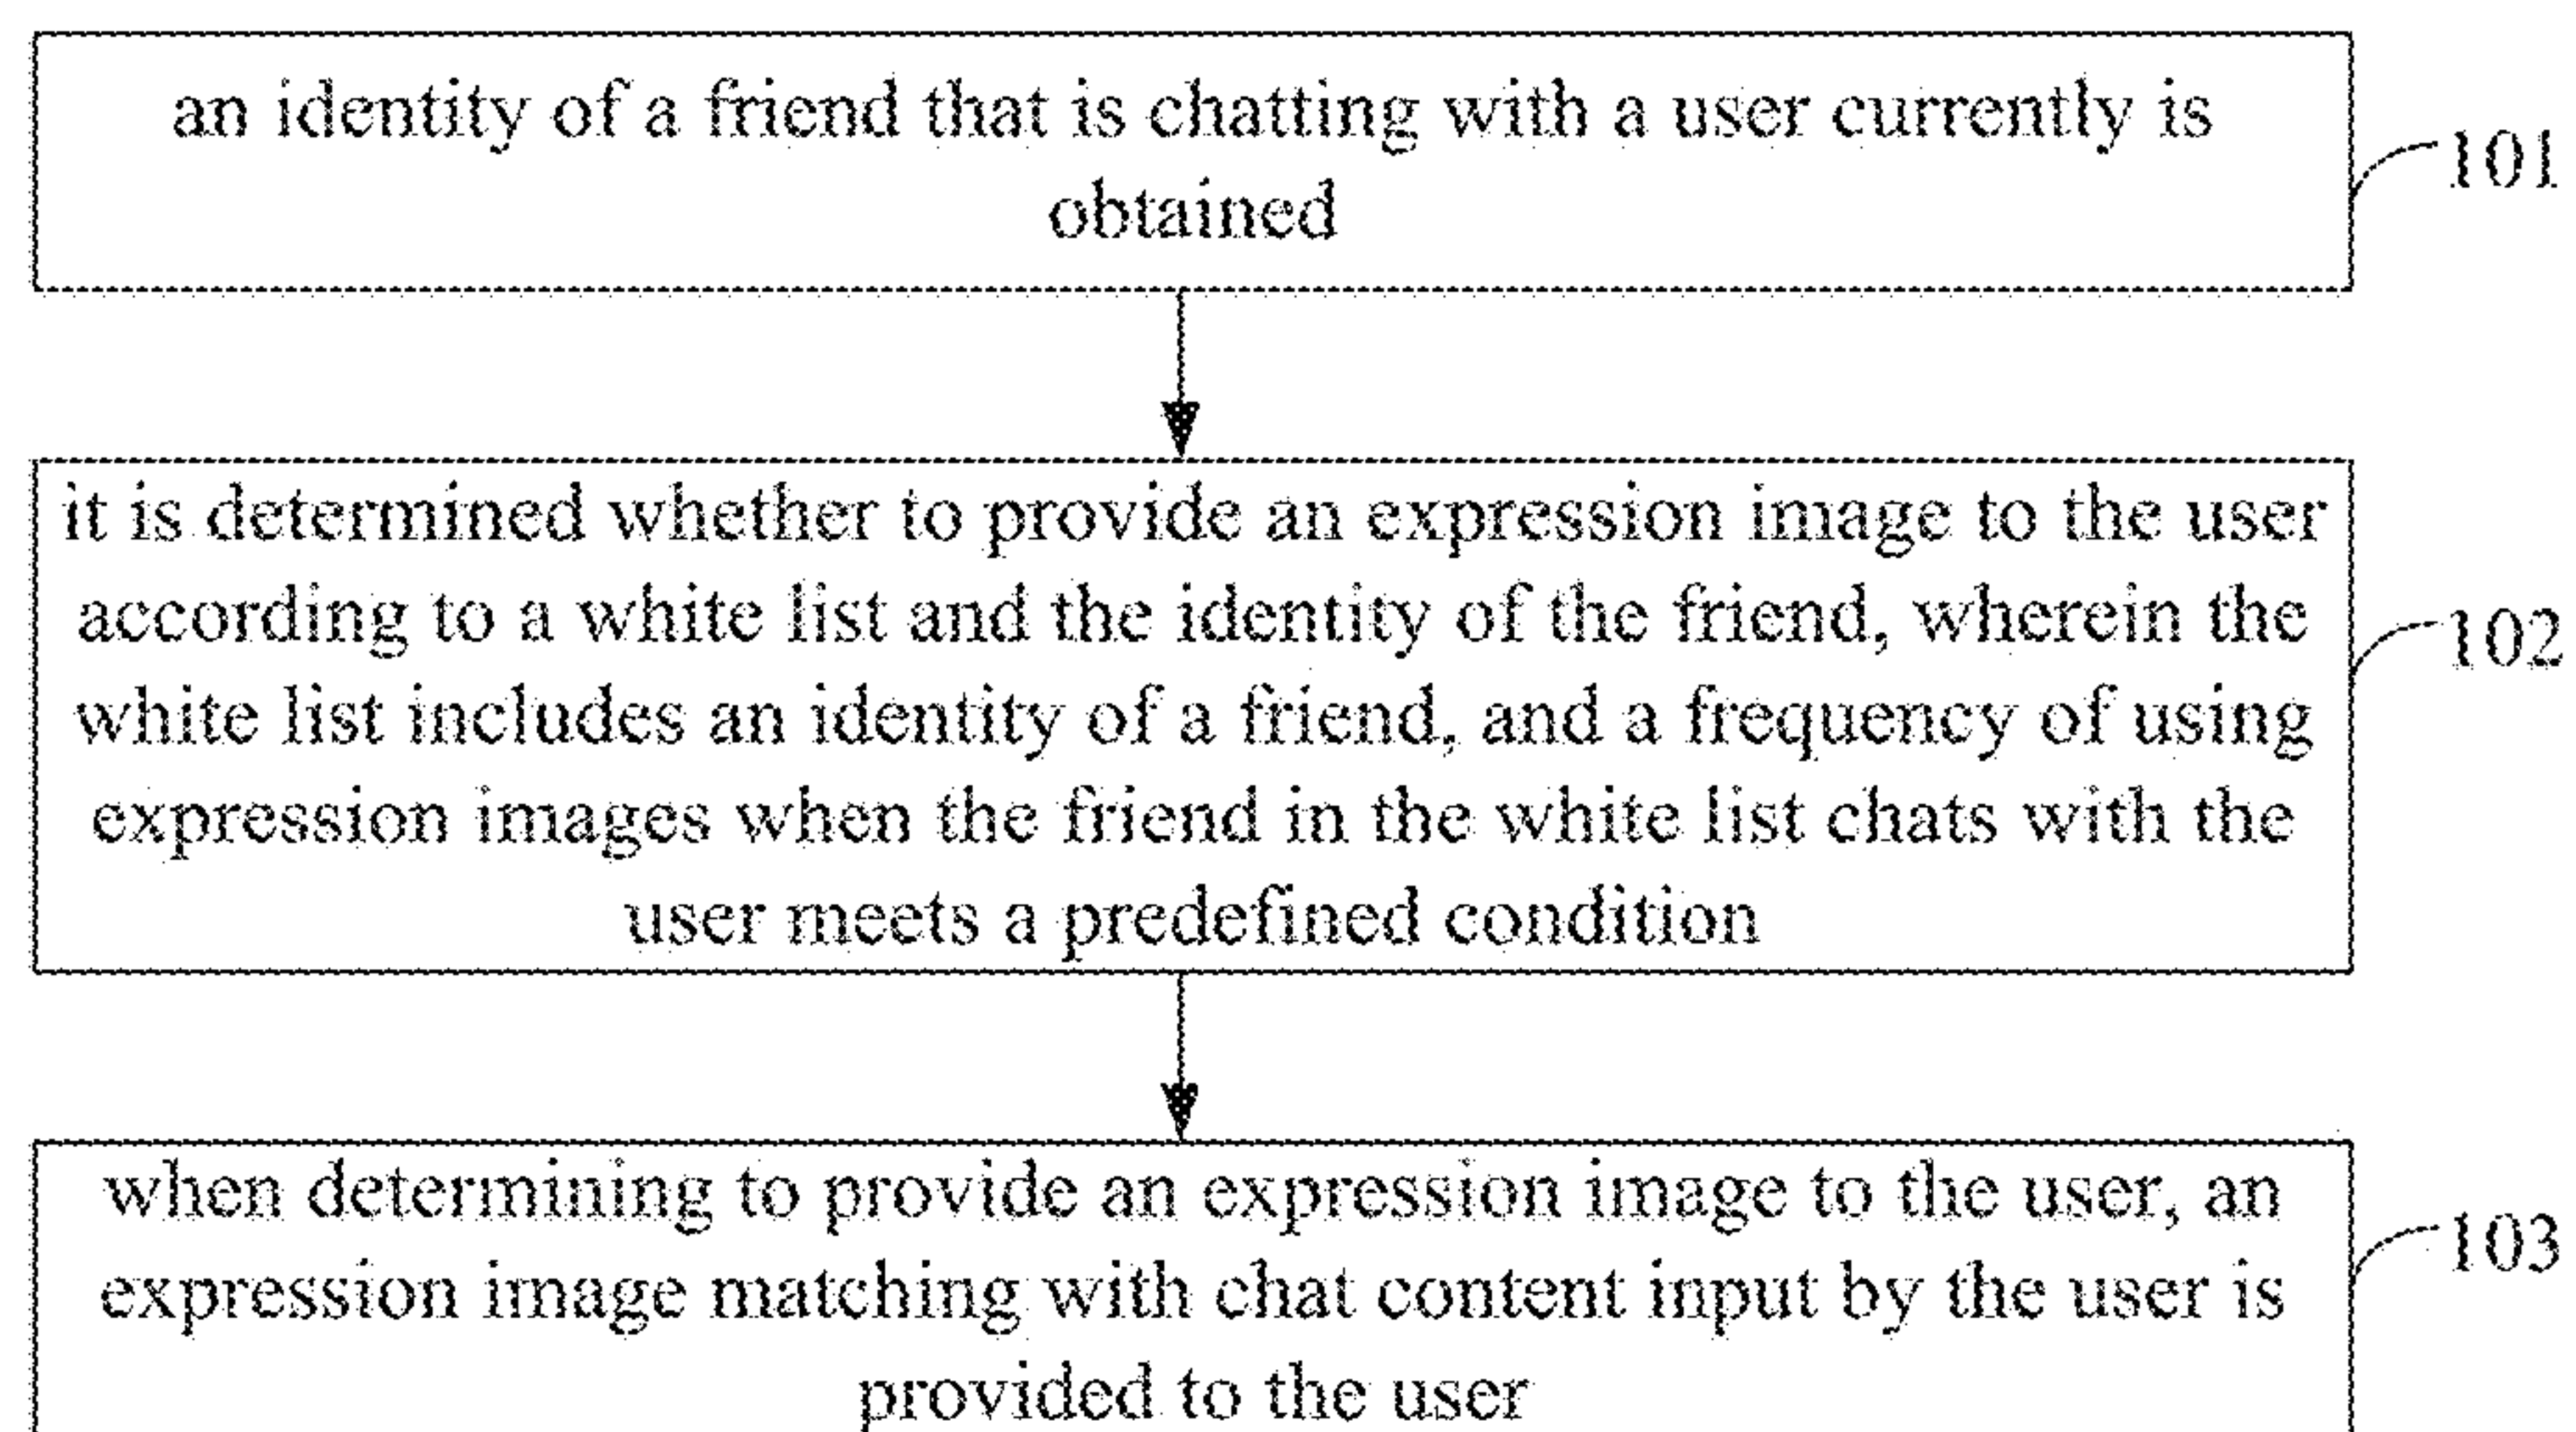 an identity of a friend that is chatting with a user currently is
obtained
101
it is determined whether to provide an expression image to the user
according to a white list and the identity of the friend, wherein the
white list includes an identity of a friend, and a frequency of using
expression images when the friend in the white list chats with the
user meets a predefined condition
102
when determining to provide an expression image to the user, an
expression image matching with chat content input by the user is
provided to the user
103